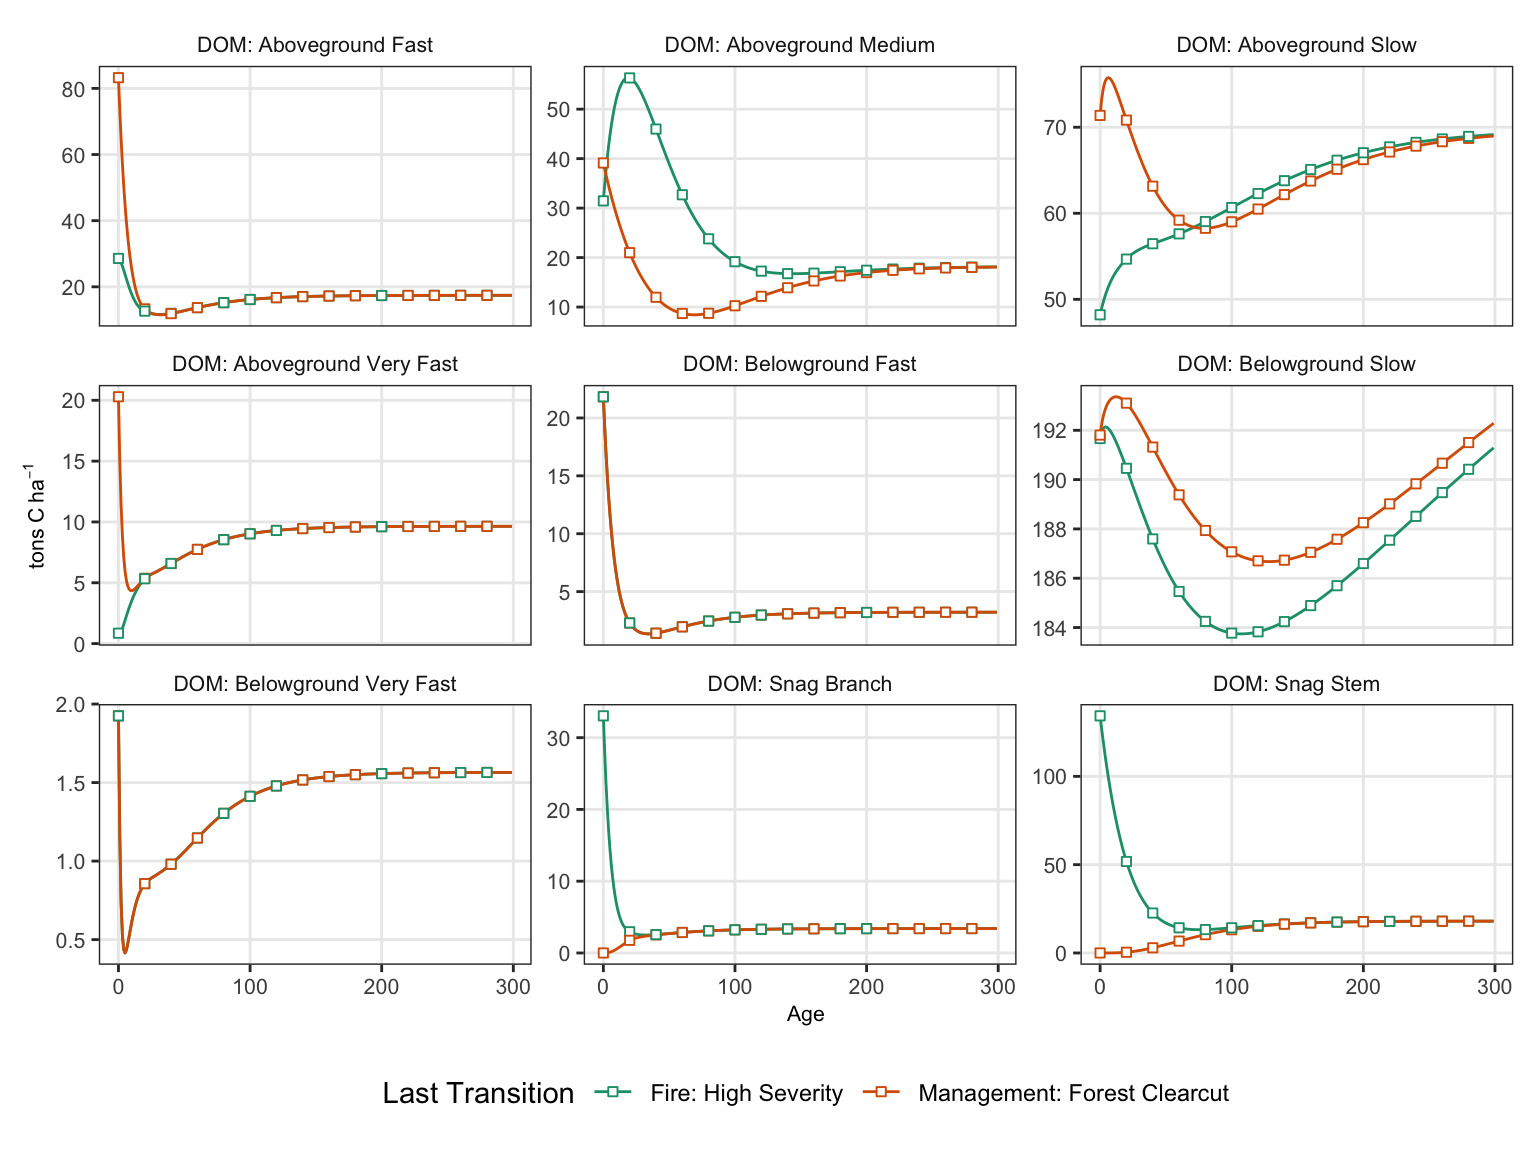 DOM: Aboveground Fast
DOM: Aboveground Medium
DOM: Aboveground Slow
80
60
40
20
50
40
30
20
10
70
60
50
DOM: Aboveground Very Fast
DOM: Belowground Fast
DOM: Belowground Slow
20
15
10
5
0
20
15
10
5
192
190
188
186
184
tons C ha⁻¹
DOM: Belowground Very Fast
DOM: Snag Branch
DOM: Snag Stem
2.0
1.5
1.0
0.5
30
20
10
0
100
50
0
0 100 200 300
0 100 200 300
0 100 200 300
Age
Last Transition Fire: High Severity Management: Forest Clearcut